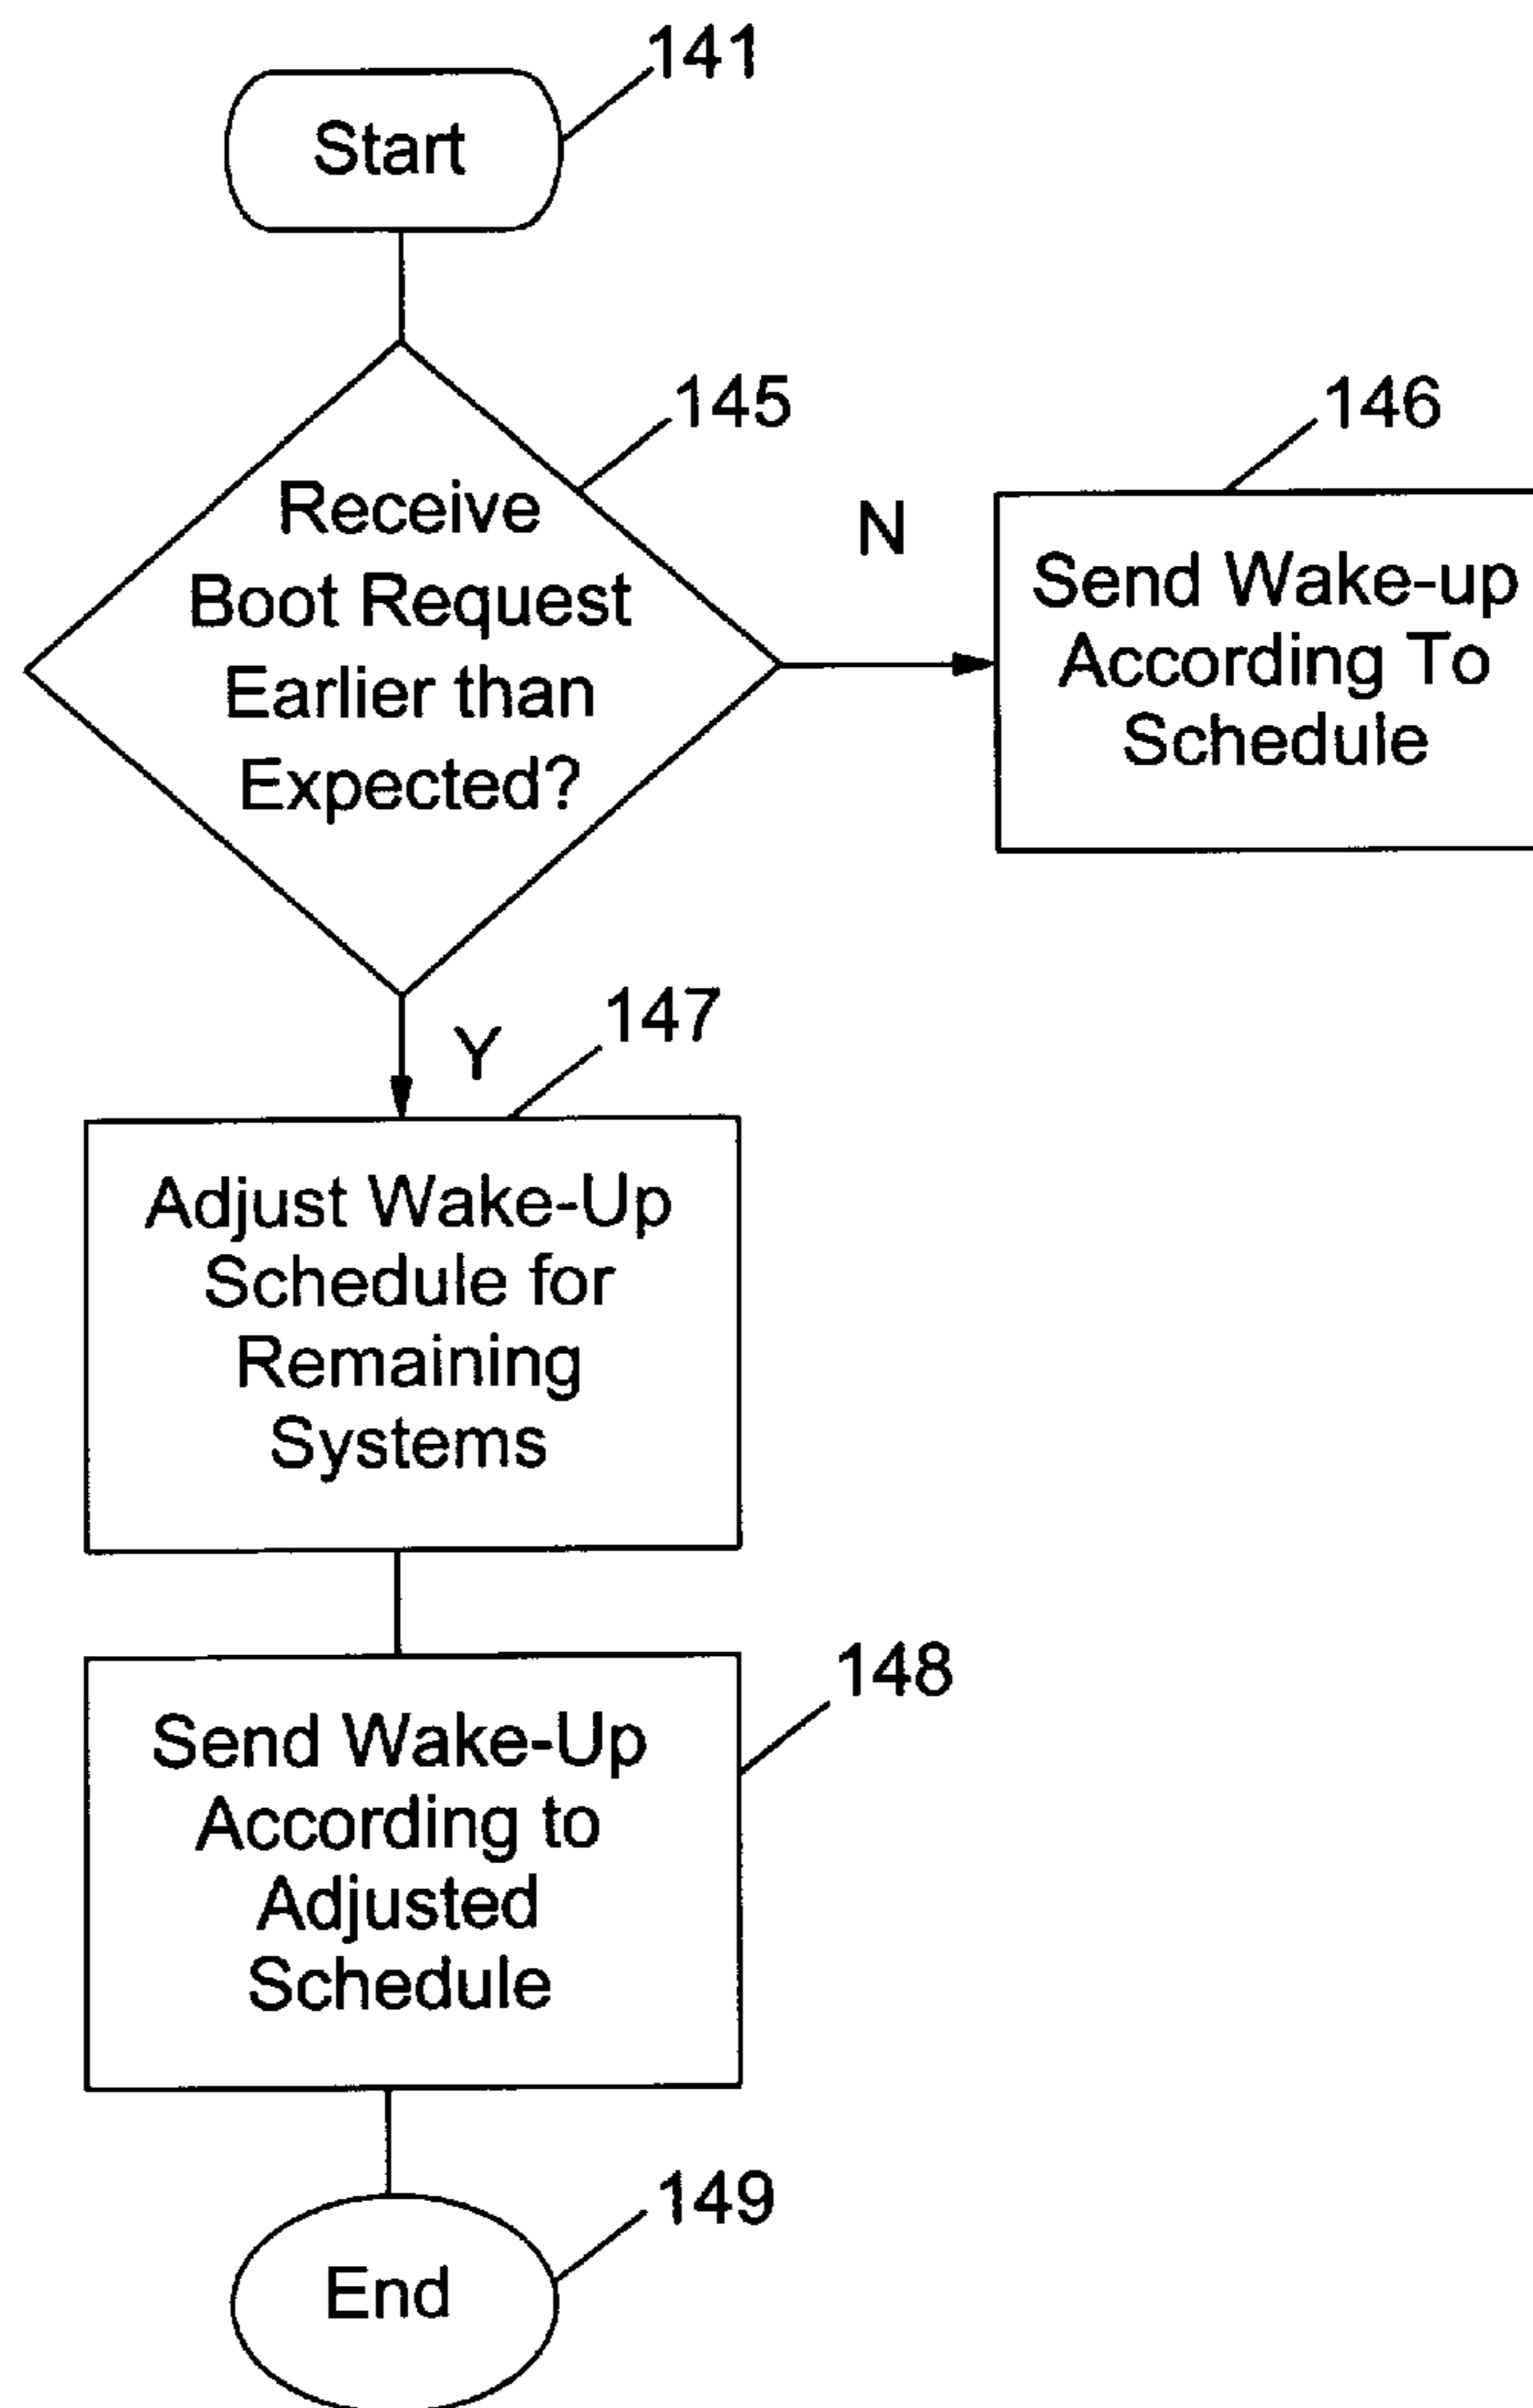 141
Start
145
Receive
Boot Request
Earlier than
Expected?
N
146
Send Wake-up
According To
Schedule
Y
147
Adjust Wake-Up
Schedule for
Remaining
Systems
148
Send Wake-Up
According to
Adjusted
Schedule
149
End